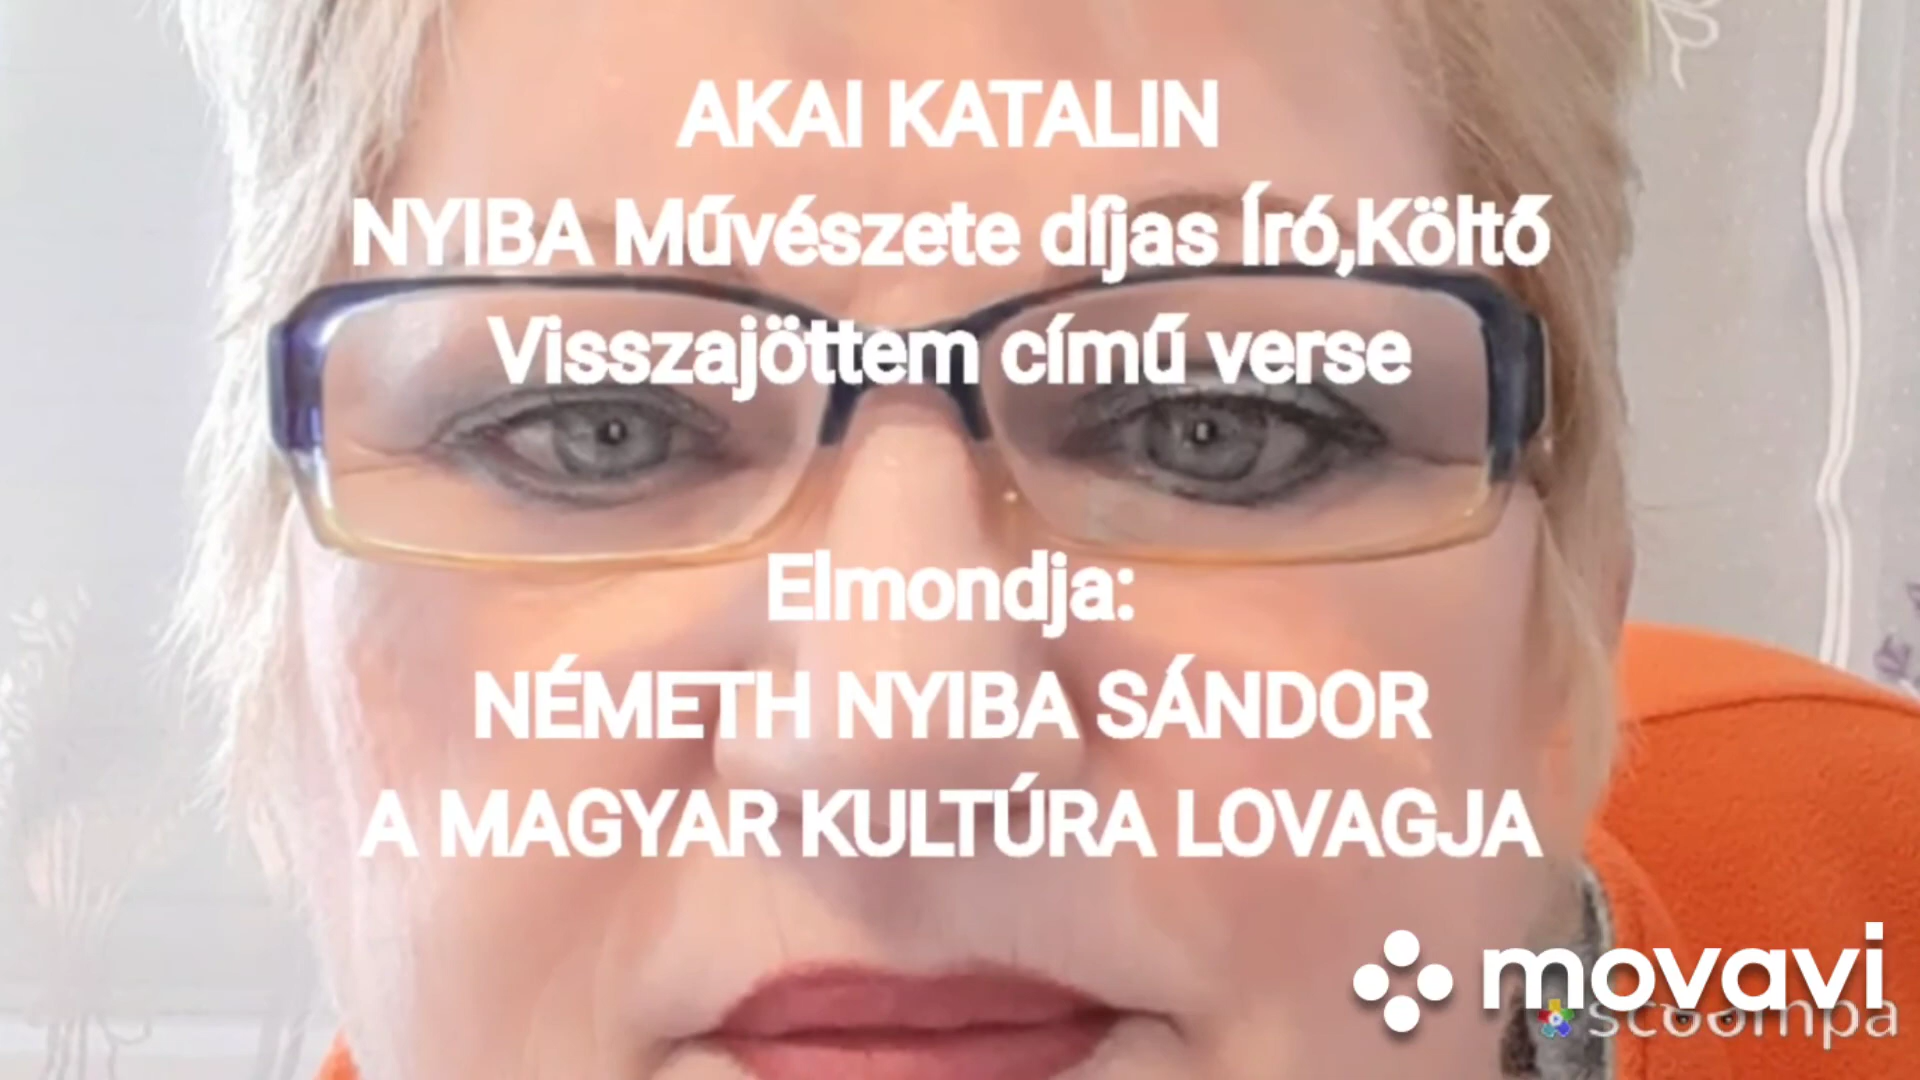 AKAI KATALIN
NYIBA Művészete díjas Író,Költő
Visszajöttem című verse
Elmondja:
NÉMETH NYIBA SÁNDOR
A MAGYAR KULTÚRA LOVAGJA
movavi
scoompa